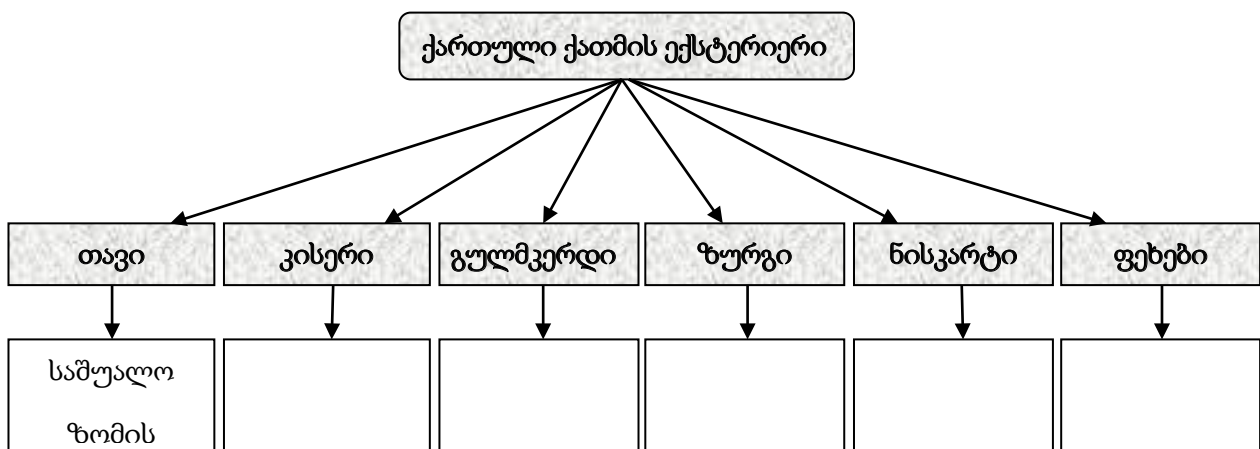 ქართული ქათმის ექსტერიერი
თავი
კისერი
გულმკერდი
ზურგი
ნისკარტი
ფეხები
საშუალო
ზომის